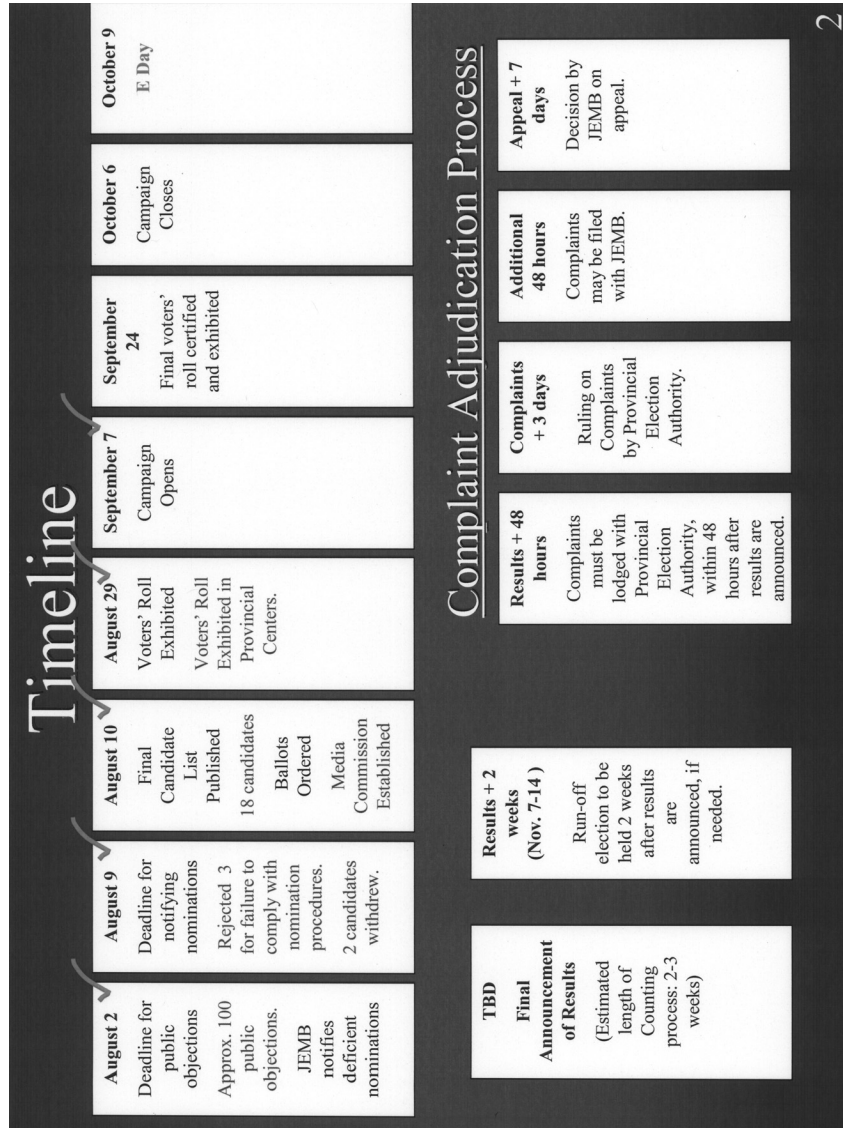 Timeline
August 2
Deadline for
public
objections
Approx. 100
public
objections.
JEMB
notifies
deficient
nominations
August 9
Deadline for
notifying
nominations
Rejected 3
for failure to
comply with
nomination
procedures.
2 candidates
withdrew.
August 10
Final
Candidate
List
Published
18 candidates
Ballots
Ordered
Media
Commission
Established
August 29
Voters' Roll
Exhibited
Voters' Roll
Exhibited in
Provincial
Centers.
September 7
Campaign
Opens
September
24
Final voters'
roll certified
and exhibited
October 6
Campaign
Closes
October 9
E Day
TBD
Final
Announcement
of Results
(Estimated
length of
Counting
process: 2-3
weeks)
Results + 2
weeks
(Nov. 7-14 )
Run-off
election to be
held 2 weeks
after results
are
announced, if
needed.
Complaint Adjudication Process
Results + 48
hours
Complaints
must be
lodged with
Provincial
Election
Authority,
within 48
hours after
results are
announced.
Complaints
+ 3 days
Ruling on
Complaints
by Provincial
Election
Authority.
Additional
48 hours
Complaints
may be filed
with JEMB.
Appeal + 7
days
Decision by
JEMB on
appeal.
2